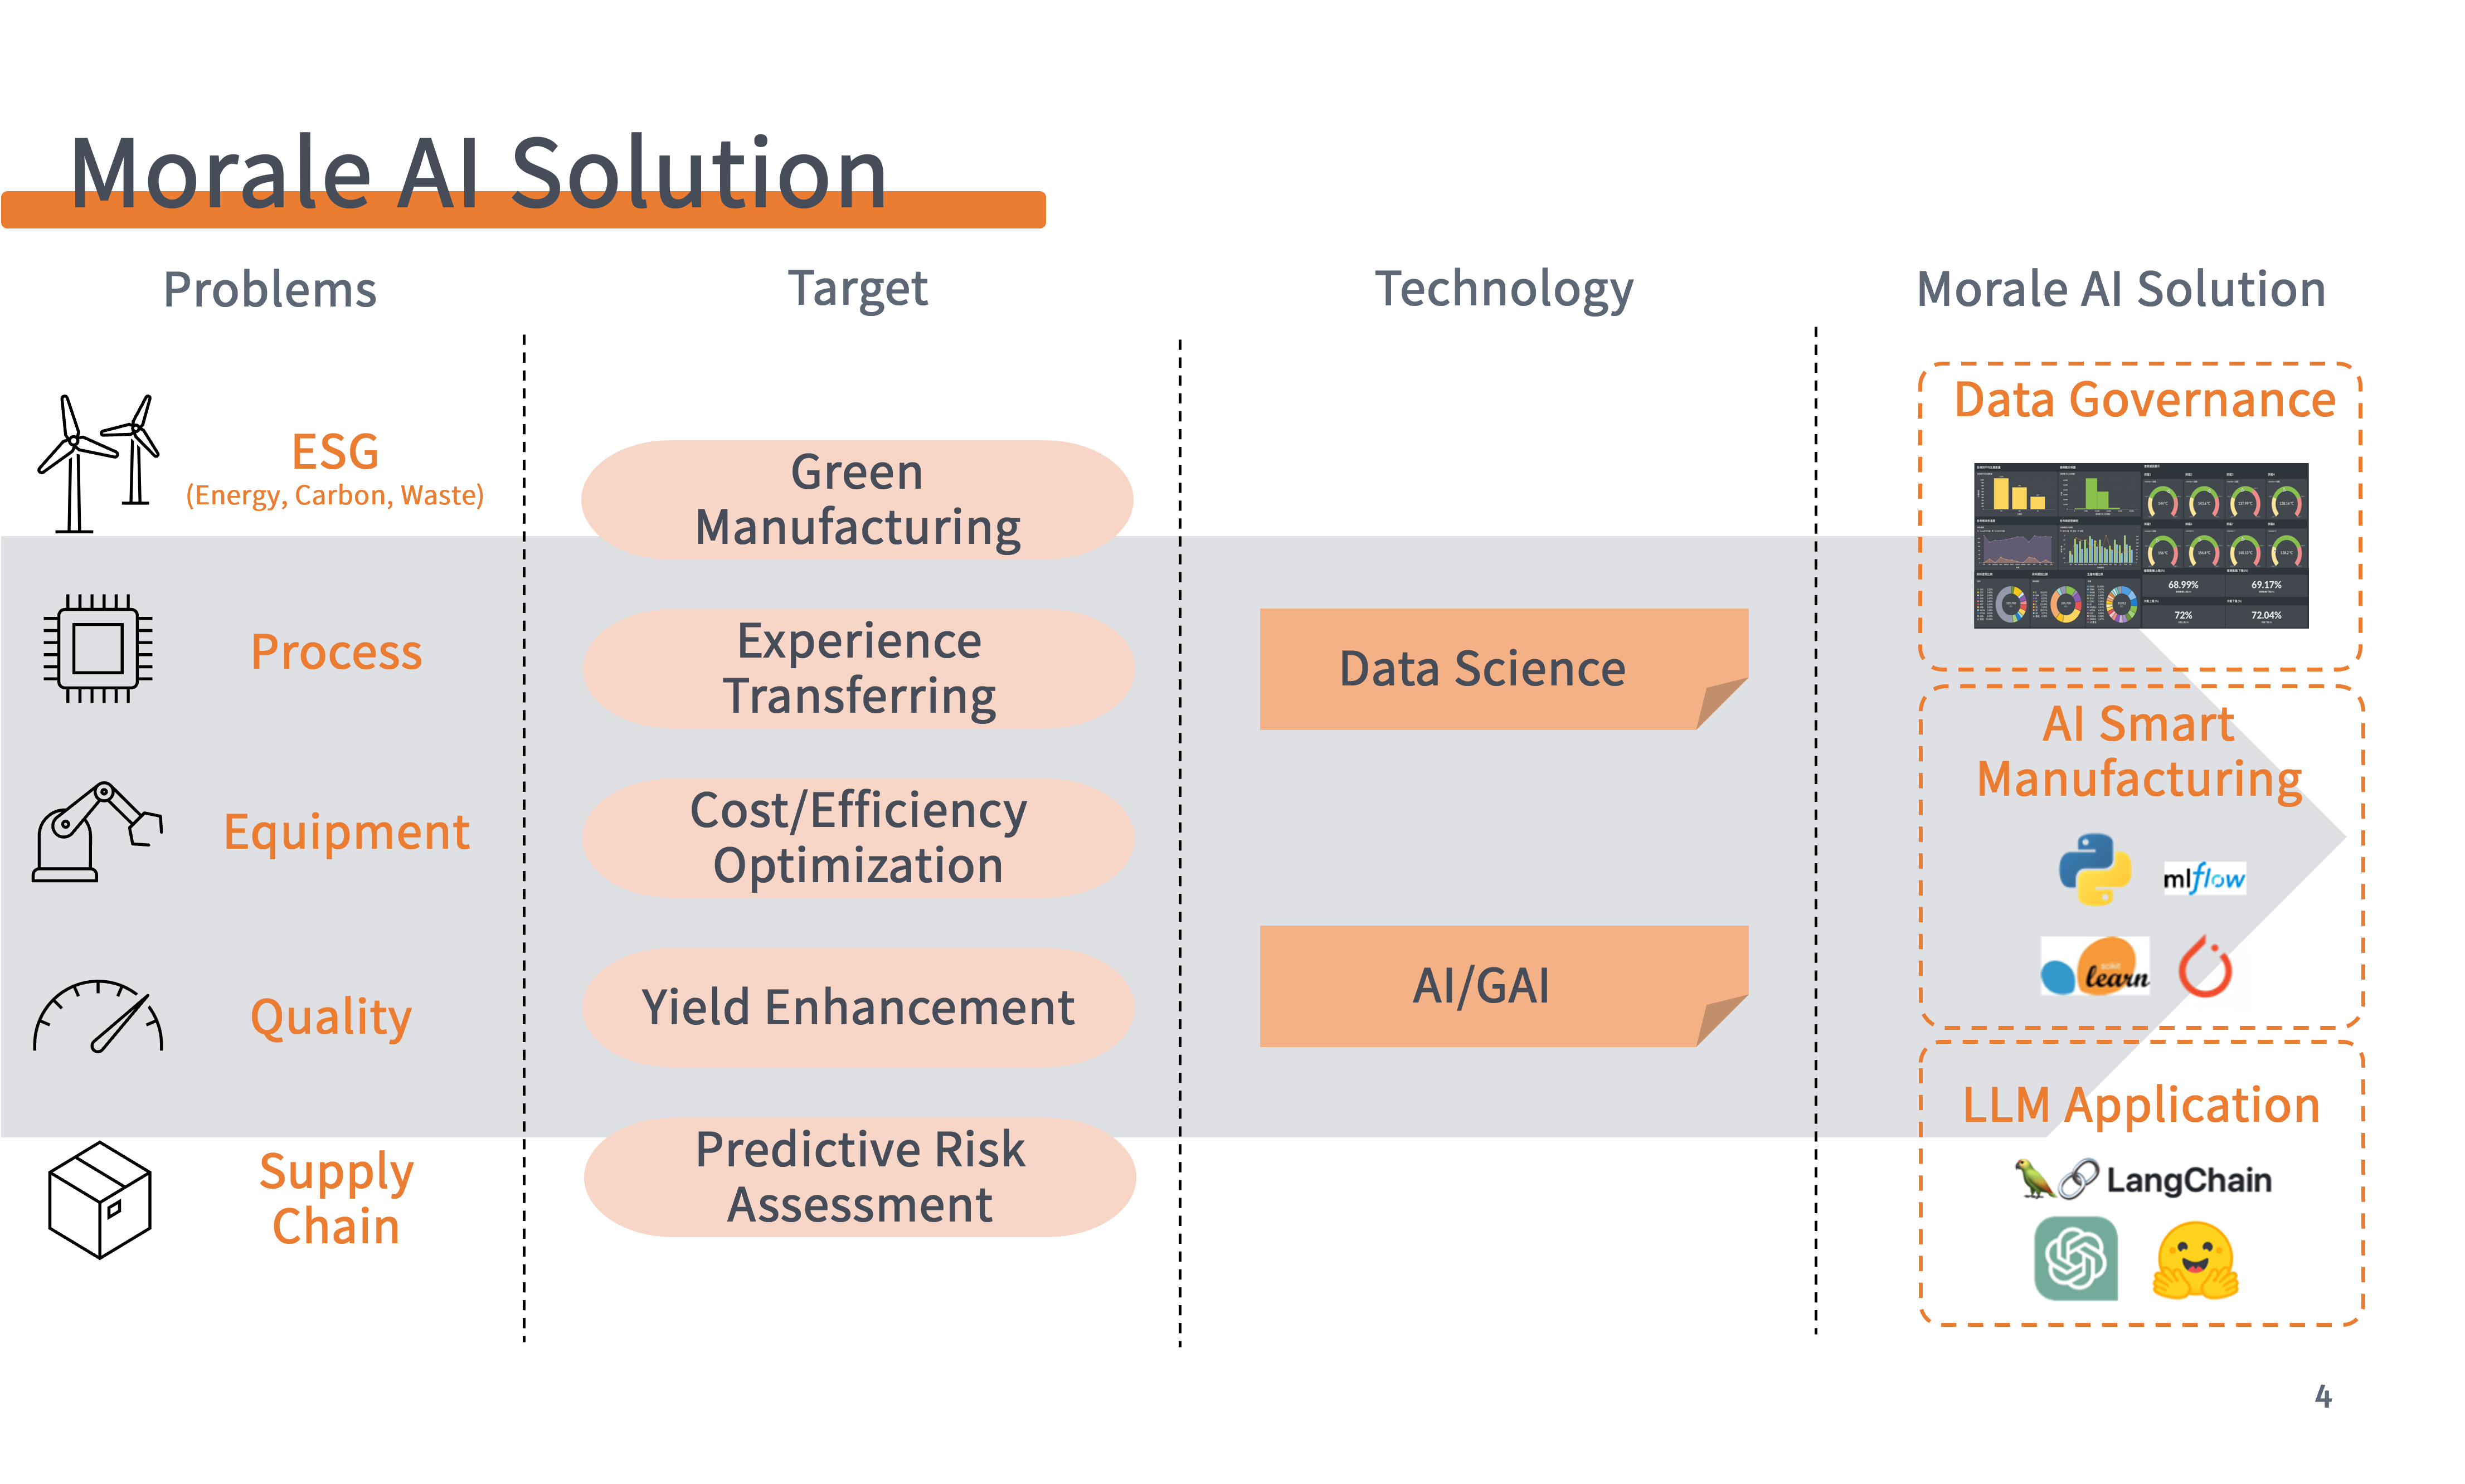 Morale AI Solution
Problems
Target
Technology
Morale AI Solution
ESG
(Energy, Carbon, Waste)
Process
Equipment
Quality
Supply
Chain
Green
Manufacturing
Experience
Transferring
Cost/Efficiency
Optimization
Yield Enhancement
Predictive Risk
Assessment
Data Science
AI/GAI
Data Governance
68.99%
69.17%
72%
72.04%
AI Smart
Manufacturing
mlflow
scikit
learn
LLM Application
LangChain
4